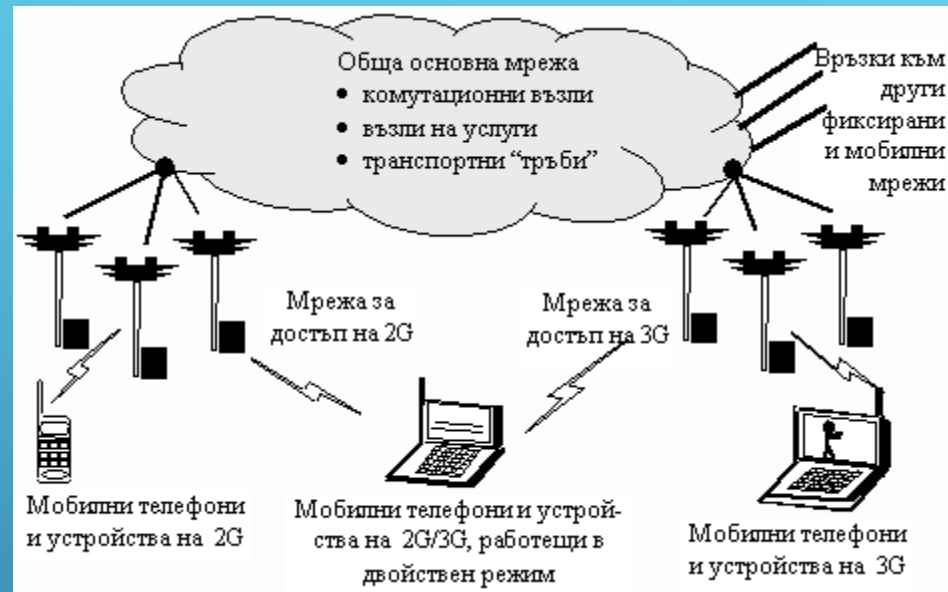 Обща основна мрежа
• комутационни възли
• възли на услуги
• транспортни “тръби”
Връзки към
други
фиксирани
и мобилни
мрежи
Мрежа за
достъп на 2G
Мрежа за
достъп на 3G
Мобилни телефони
и устройства на 2G
Мобилни телефони и устрой-
ства на 2G/3G, работещи в
двойствен режим
Мобилни телефони
и устройства на 3G